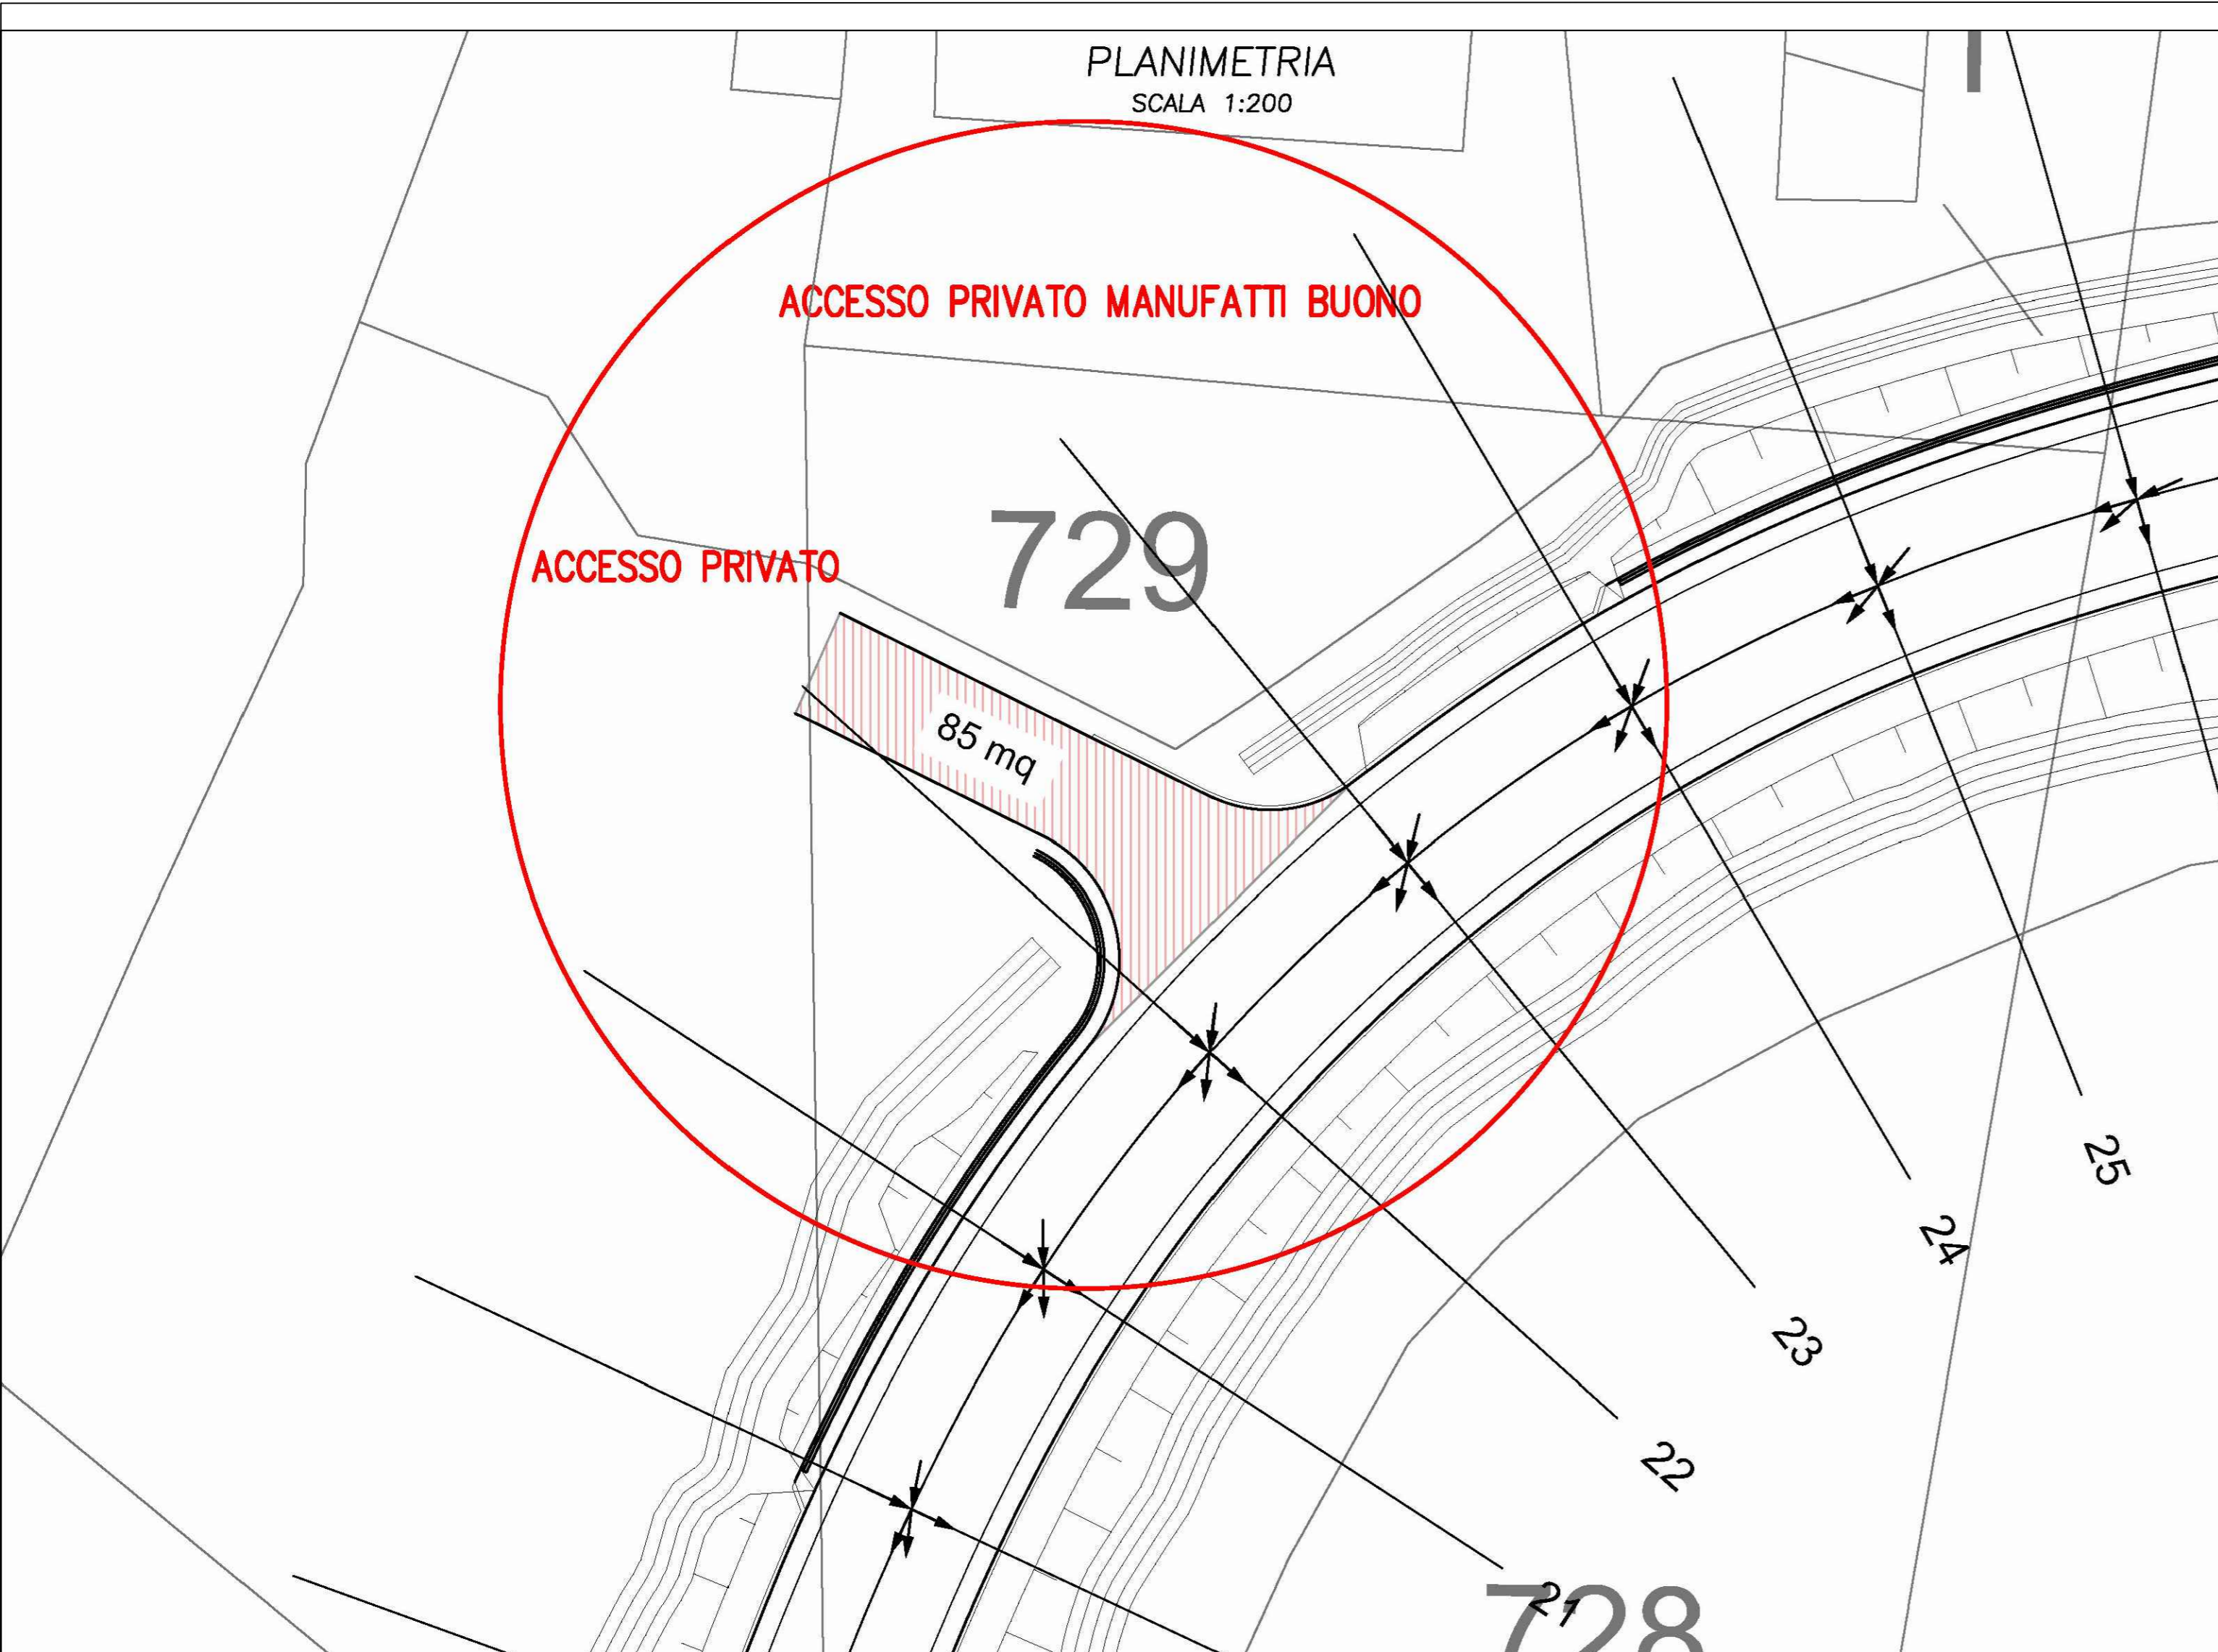 PLANIMETRIA
SCALA 1:200
ACCESSO PRIVATO MANUFATTI BUONO
729
ACCESSO PRIVATO
85 mq
25
24
23
22
21
728